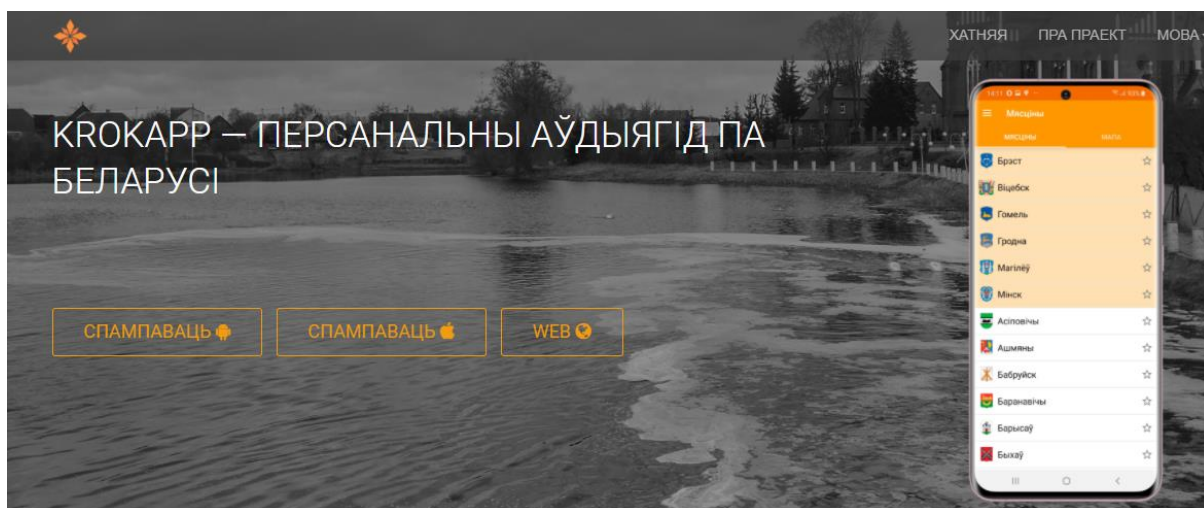 ХАТНЯЯ ПРА ПРАЕКТ МОВА
KROKAPP — ПЕРСАНАЛЬНЫ АЎДЫЯГІД ПА
БЕЛАРУСІ
СПАМПАВАЦЬ СПАМПАВАЦЬ WEB
Мясціны
МЯСЦІНЫ МАПА
Брэст
Віцебск
Гомель
Гродна
Магілёў
Мінск
Асіповічы
Ашмяны
Бабруйск
Баранавічы
Барысаў
Быхаў